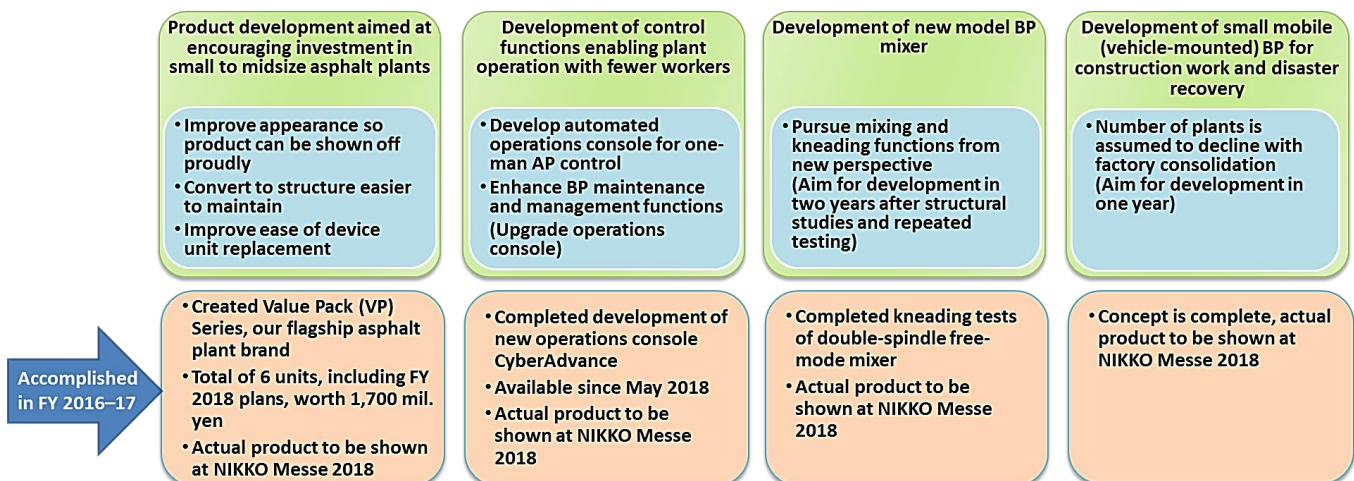 Product development aimed at
encouraging investment in
small to midsize asphalt plants
• Improve appearance so
product can be shown off
proudly
• Convert to structure easier
to maintain
• Improve ease of device
unit replacement
Development of control
functions enabling plant
operation with fewer workers
• Develop automated
operations console for one-
man AP control
• Enhance BP maintenance
and management functions
(Upgrade operations
console)
Development of new model BP
mixer
• Pursue mixing and
kneading functions from
new perspective
(Aim for development in
two years after structural
studies and repeated
testing)
Development of small mobile
(vehicle-mounted) BP for
construction work and disaster
recovery
• Number of plants is
assumed to decline with
factory consolidation
(Aim for development in
one year)
Accomplished
in FY 2016–17
• Created Value Pack (VP)
Series, our flagship asphalt
plant brand
• Total of 6 units, including FY
2018 plans, worth 1,700 mil.
yen
• Actual product to be shown
at NIKKO Messe 2018
• Completed development of
new operations console
CyberAdvance
• Available since May 2018
• Actual product to be
shown at NIKKO Messe
2018
• Completed kneading tests
of double-spindle free-
mode mixer
• Actual product to be
shown at NIKKO Messe
2018
• Concept is complete, actual
product to be shown at
NIKKO Messe 2018